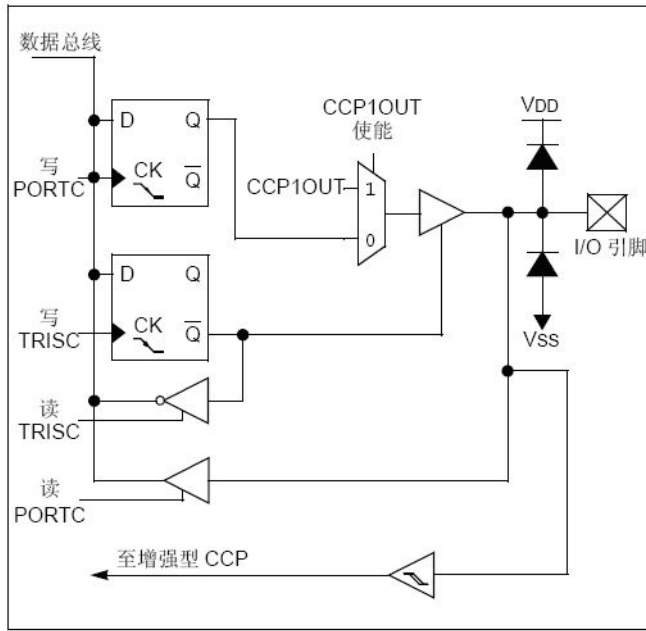 数据总线
D Q
写
PORTC
CK Q
CCP1OUT
使能
CCP1OUT
1
0
VDD
I/O 引脚
VSS
D Q
写
TRISC
CK Q
读
TRISC
读
PORTC
至增强型 CCP